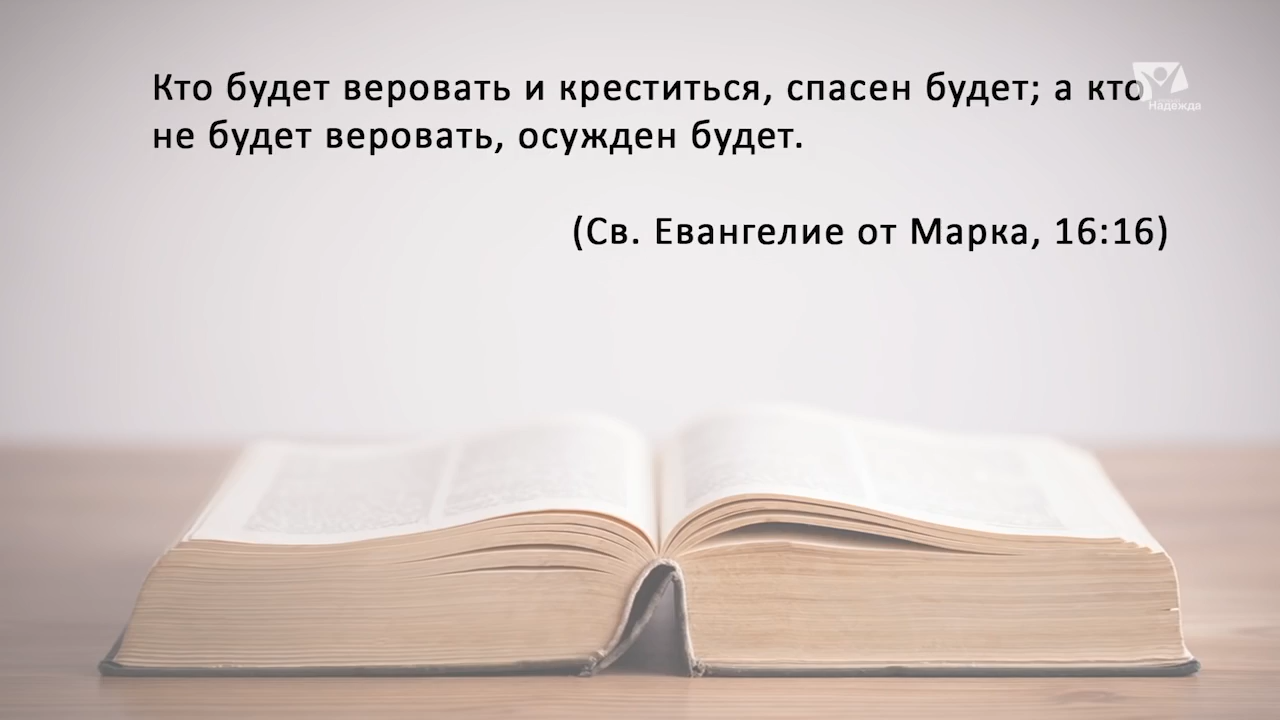 Кто будет веровать и креститься, спасен будет; а кто
Надежда
не будет веровать, осужден будет.
(Св. Евангелие от Марка, 16:16)